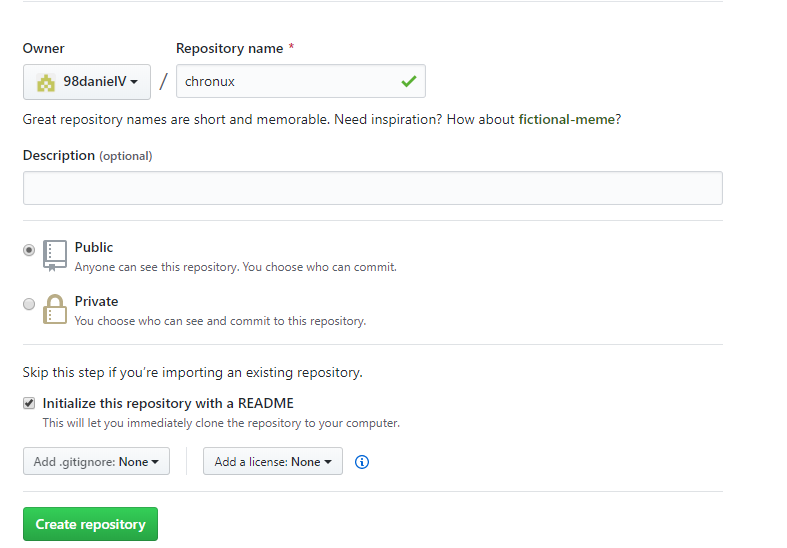 Owner
Repository name *
98danielV
/
chronux
Great repository names are short and memorable. Need inspiration? How about fictional-meme?
Description (optional)
Public
Anyone can see this repository. You choose who can commit.
Private
You choose who can see and commit to this repository.
Skip this step if you’re importing an existing repository.
Initialize this repository with a README
This will let you immediately clone the repository to your computer.
Add .gitignore: None
Add a license: None
Create repository